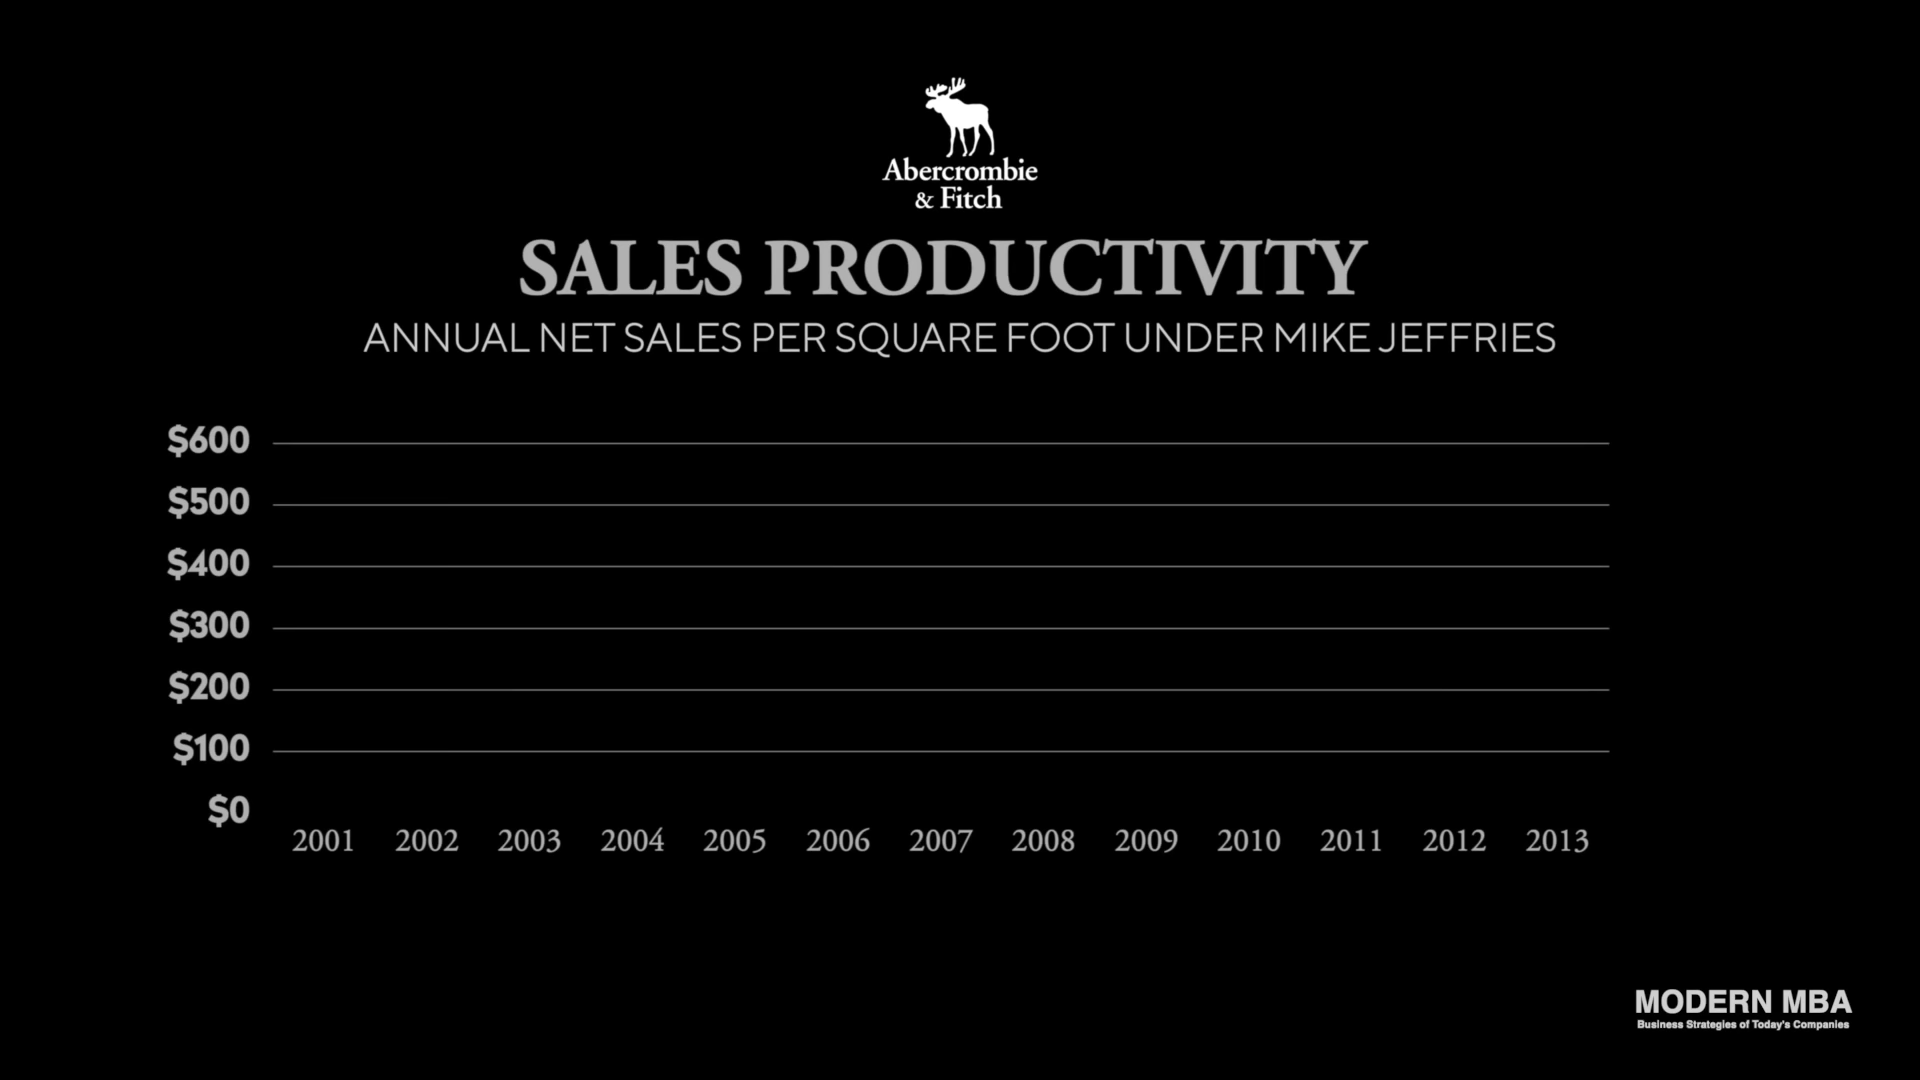 Abercrombie
& Fitch
SALES PRODUCTIVITY
ANNUAL NET SALES PER SQUARE FOOT UNDER MIKE JEFFRIES
$600
$500
$400
$300
$200
$100
$0
2001 2002 2003 2004 2005 2006 2007 2008 2009 2010 2011 2012 2013
MODERN MBA
Business Strategies of Today's Companies